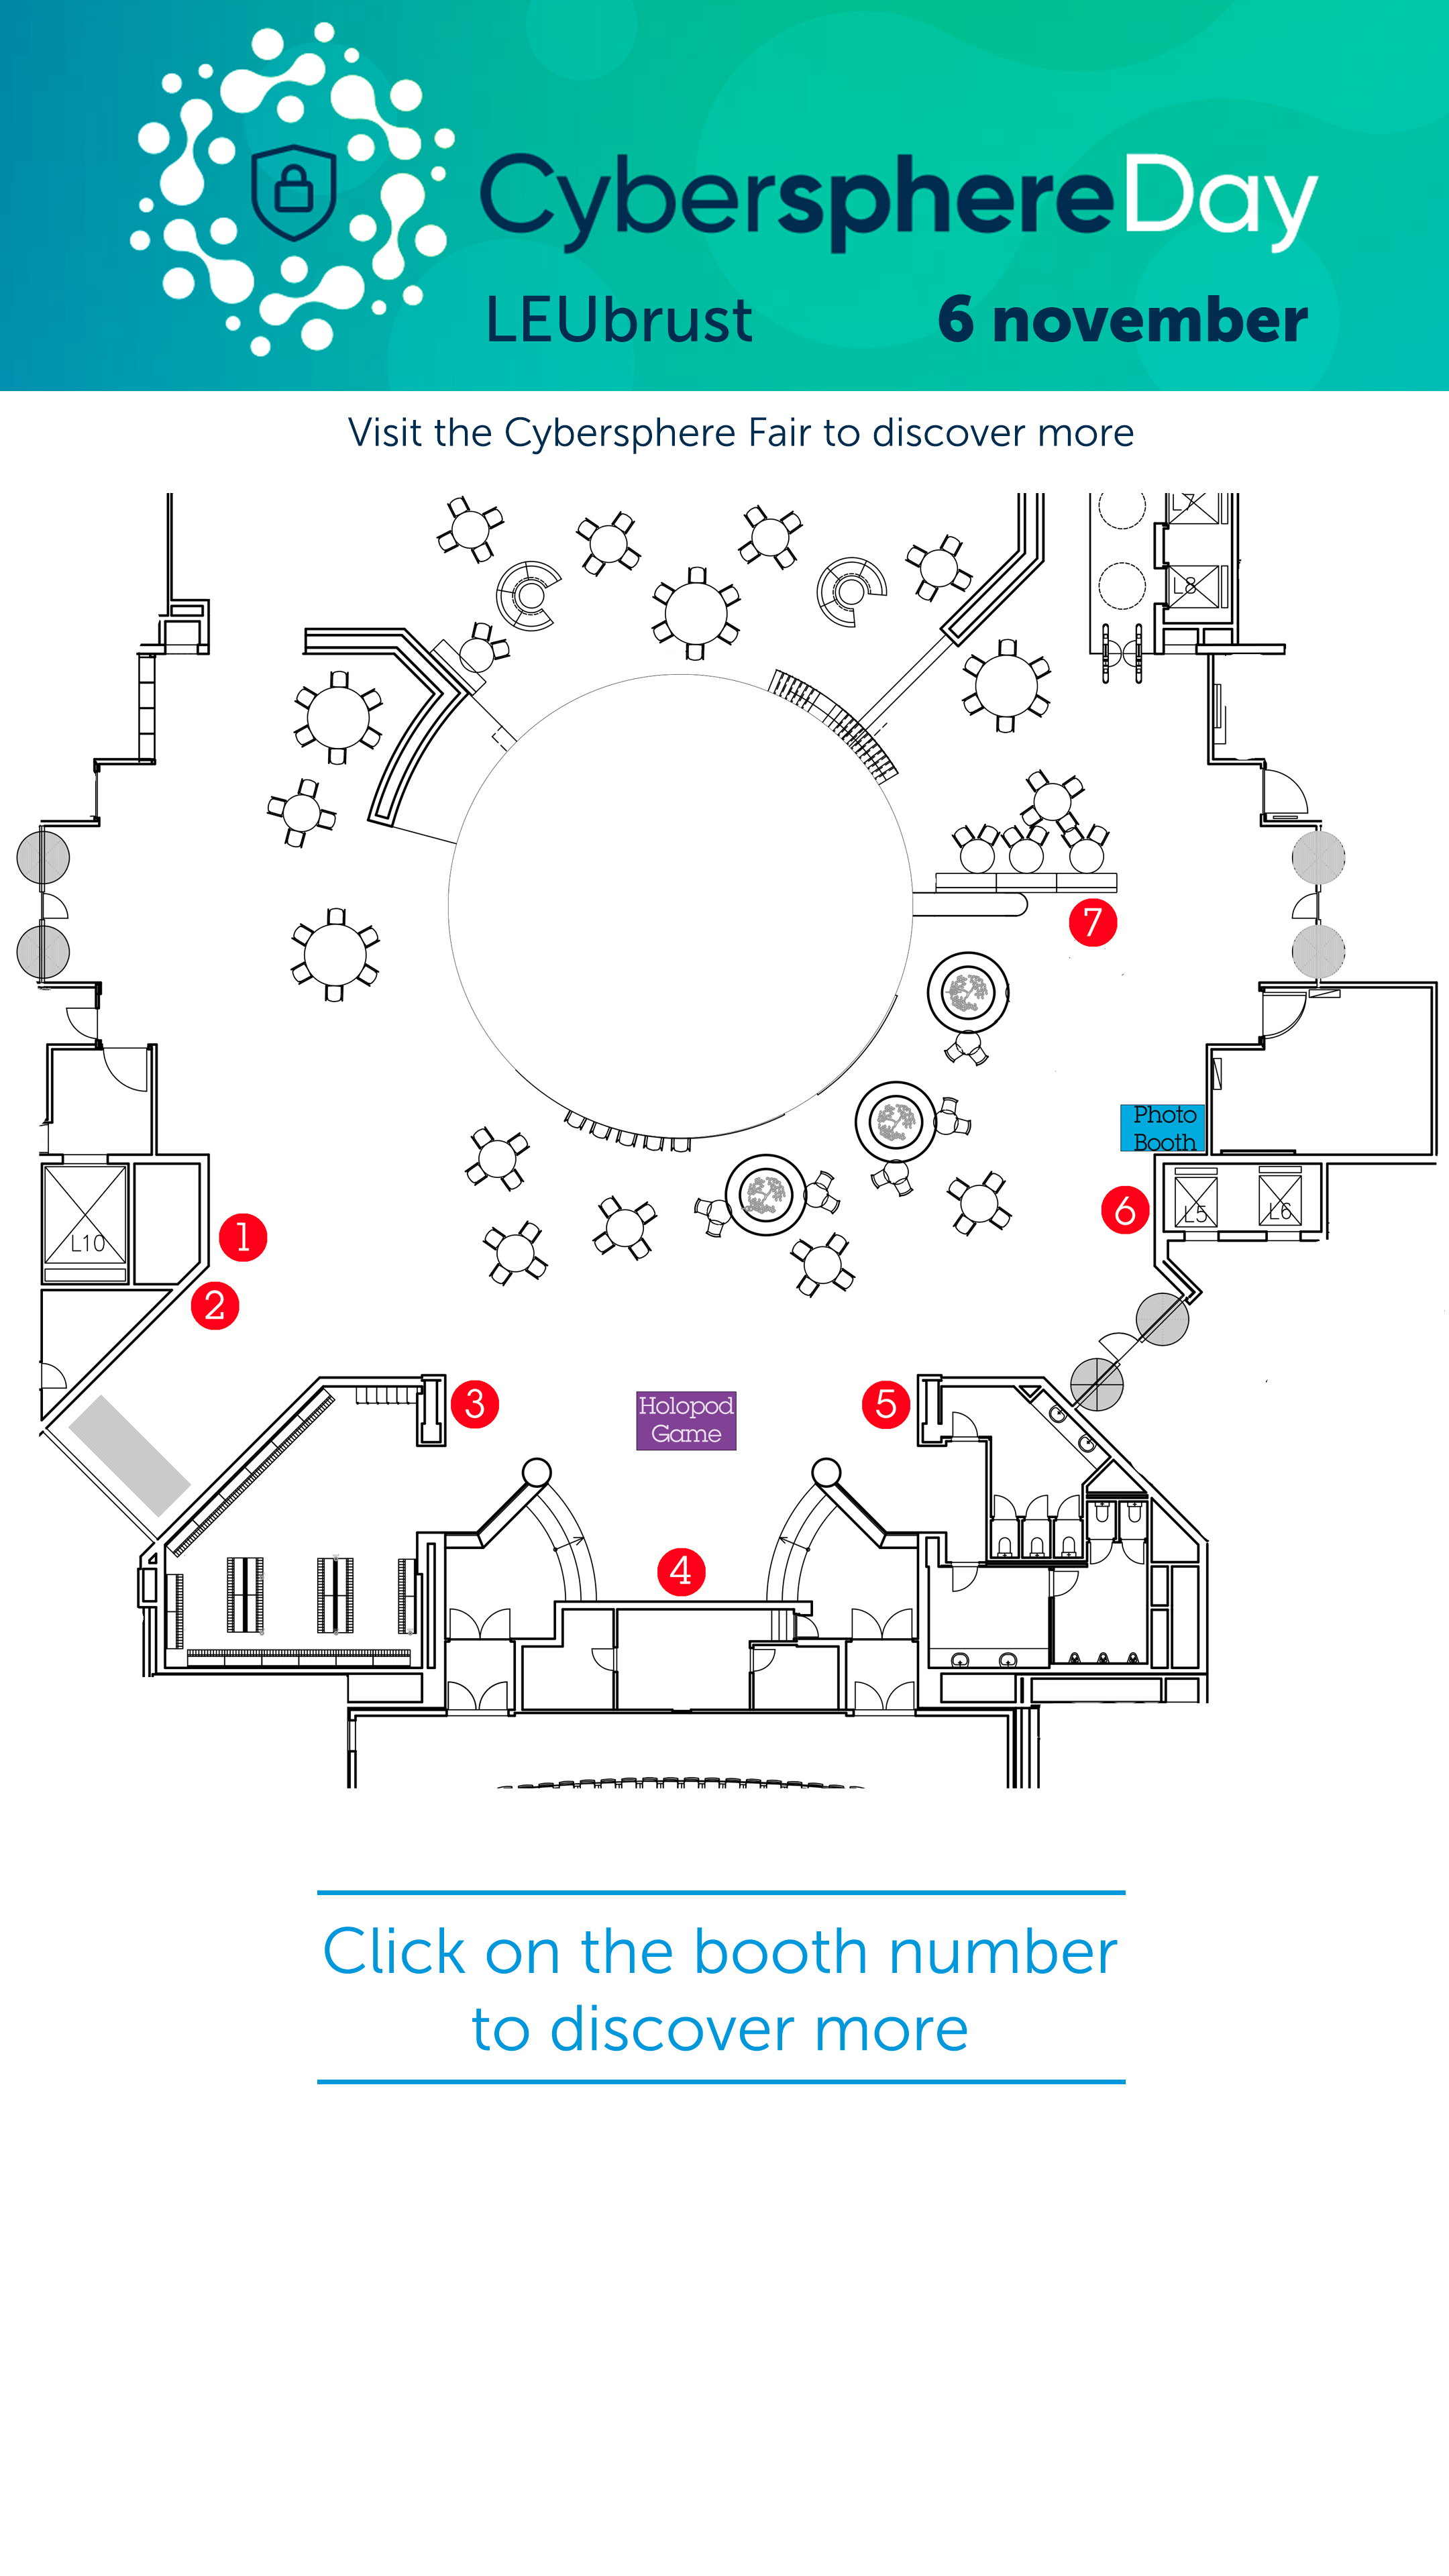 CybersphereDay
LEUbrust 6 november
Visit the Cybersphere Fair to discover more
L7
L8
7
Photo
Booth
6
L5 L6
L10
1
2
3
Holopod
Game
5
4
Click on the booth number
to discover more